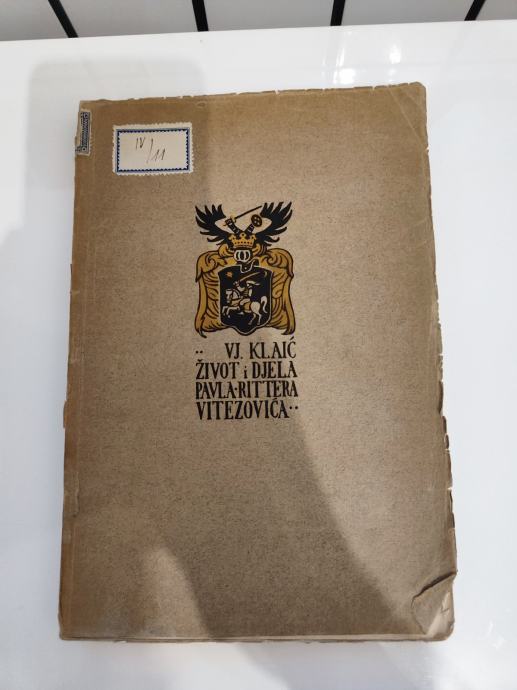 IV/11
·· VJ. KLAIĆ
ŽIVOT i DJELA
PAVLA·RITTERA
VITEZOVIĆA··